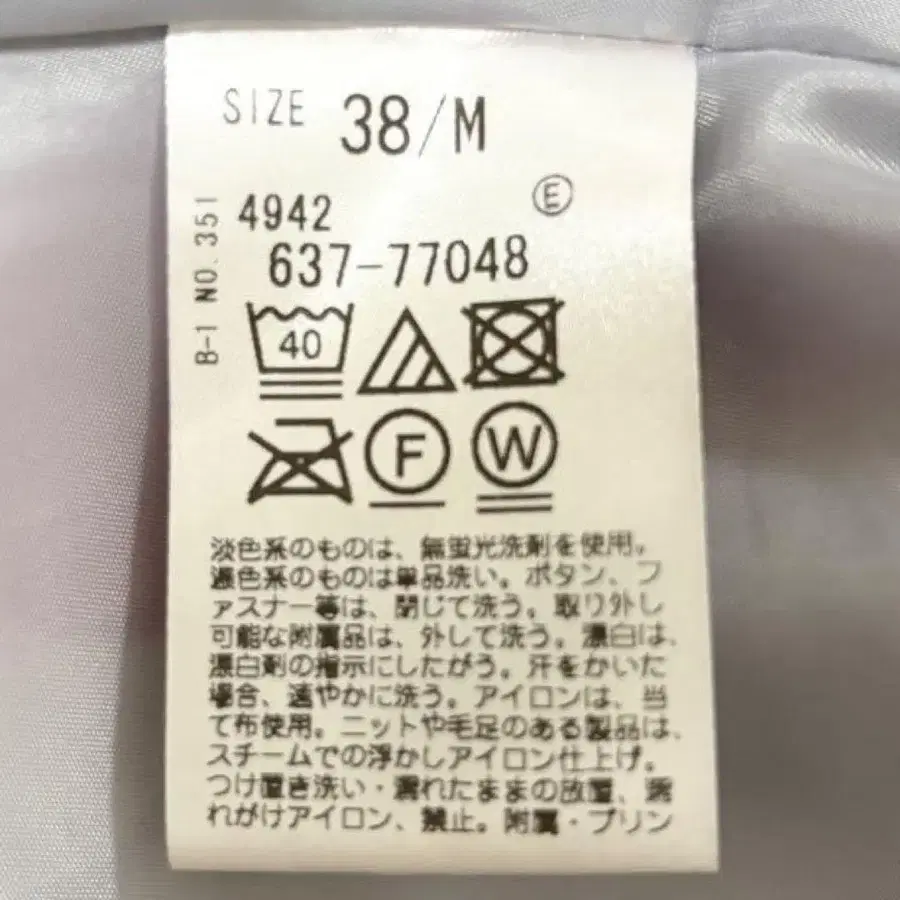 SIZE 38/M
Ⓔ
4942
637-77048
B-1 NO.351
40
F
W
淡色系のものは、無蛍光洗剤を使用。
濃色系のものは単品洗い。ボタン、フ
ァスナー等は、閉じて洗う。取り外し
可能な附属品は、外して洗う。漂白は、
漂白剤の指示にしたがう。汗をかいた
場合、速やかに洗う。アイロンは、当
て布使用。ニットや毛足のある製品は、
スチームでの浮かしアイロン仕上げ。
つけ置き洗い・濡れたままの放置、濡
れがけアイロン、禁止。附属・プリン